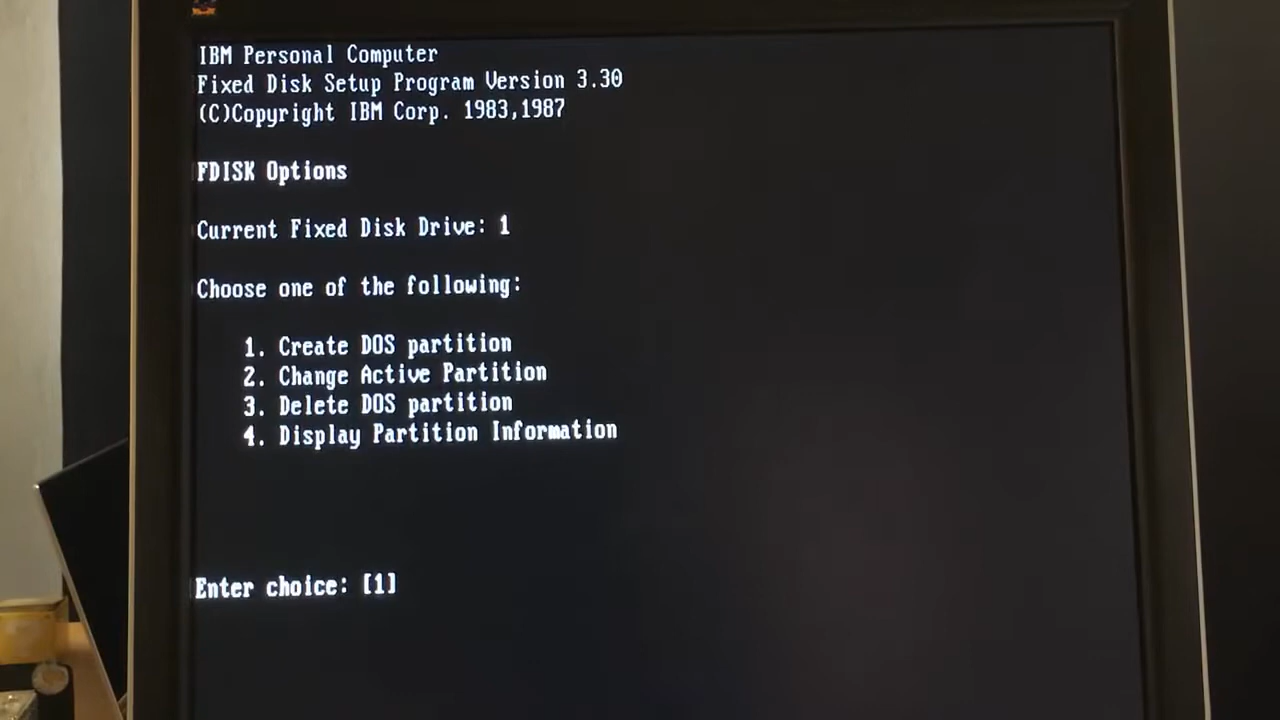 IBM Personal Computer
Fixed Disk Setup Program Version 3.30
(C)Copyright IBM Corp. 1983,1987
FDISK Options
Current Fixed Disk Drive: 1
Choose one of the following:
1. Create DOS partition
2. Change Active Partition
3. Delete DOS partition
4. Display Partition Information
Enter choice: [1]